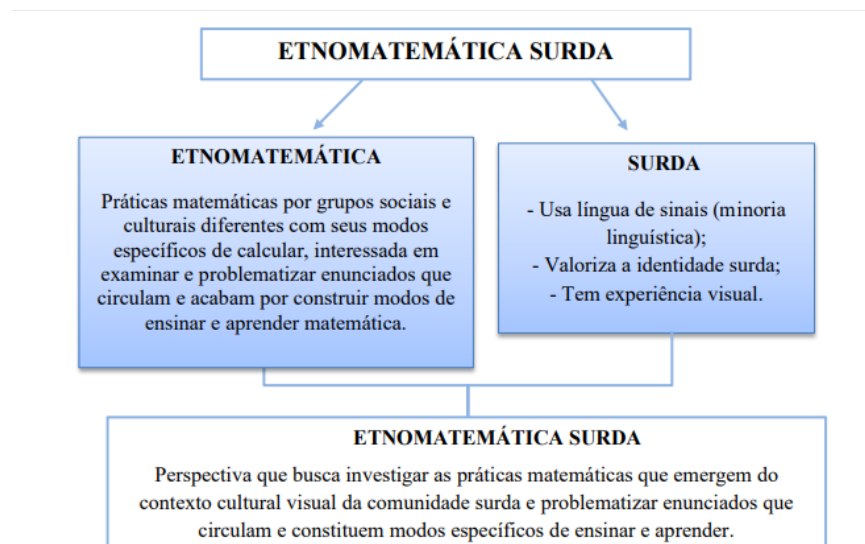 ETNOMATEMÁTICA SURDA
ETNOMATEMÁTICA
Práticas matemáticas por grupos sociais e
culturais diferentes com seus modos
específicos de calcular, interessada em
examinar e problematizar enunciados que
circulam e acabam por construir modos de
ensinar e aprender matemática.
SURDA
- Usa língua de sinais (minoria
linguística);
- Valoriza a identidade surda;
- Tem experiência visual.
ETNOMATEMÁTICA SURDA
Perspectiva que busca investigar as práticas matemáticas que emergem do
contexto cultural visual da comunidade surda e problematizar enunciados que
circulam e constituem modos específicos de ensinar e aprender.